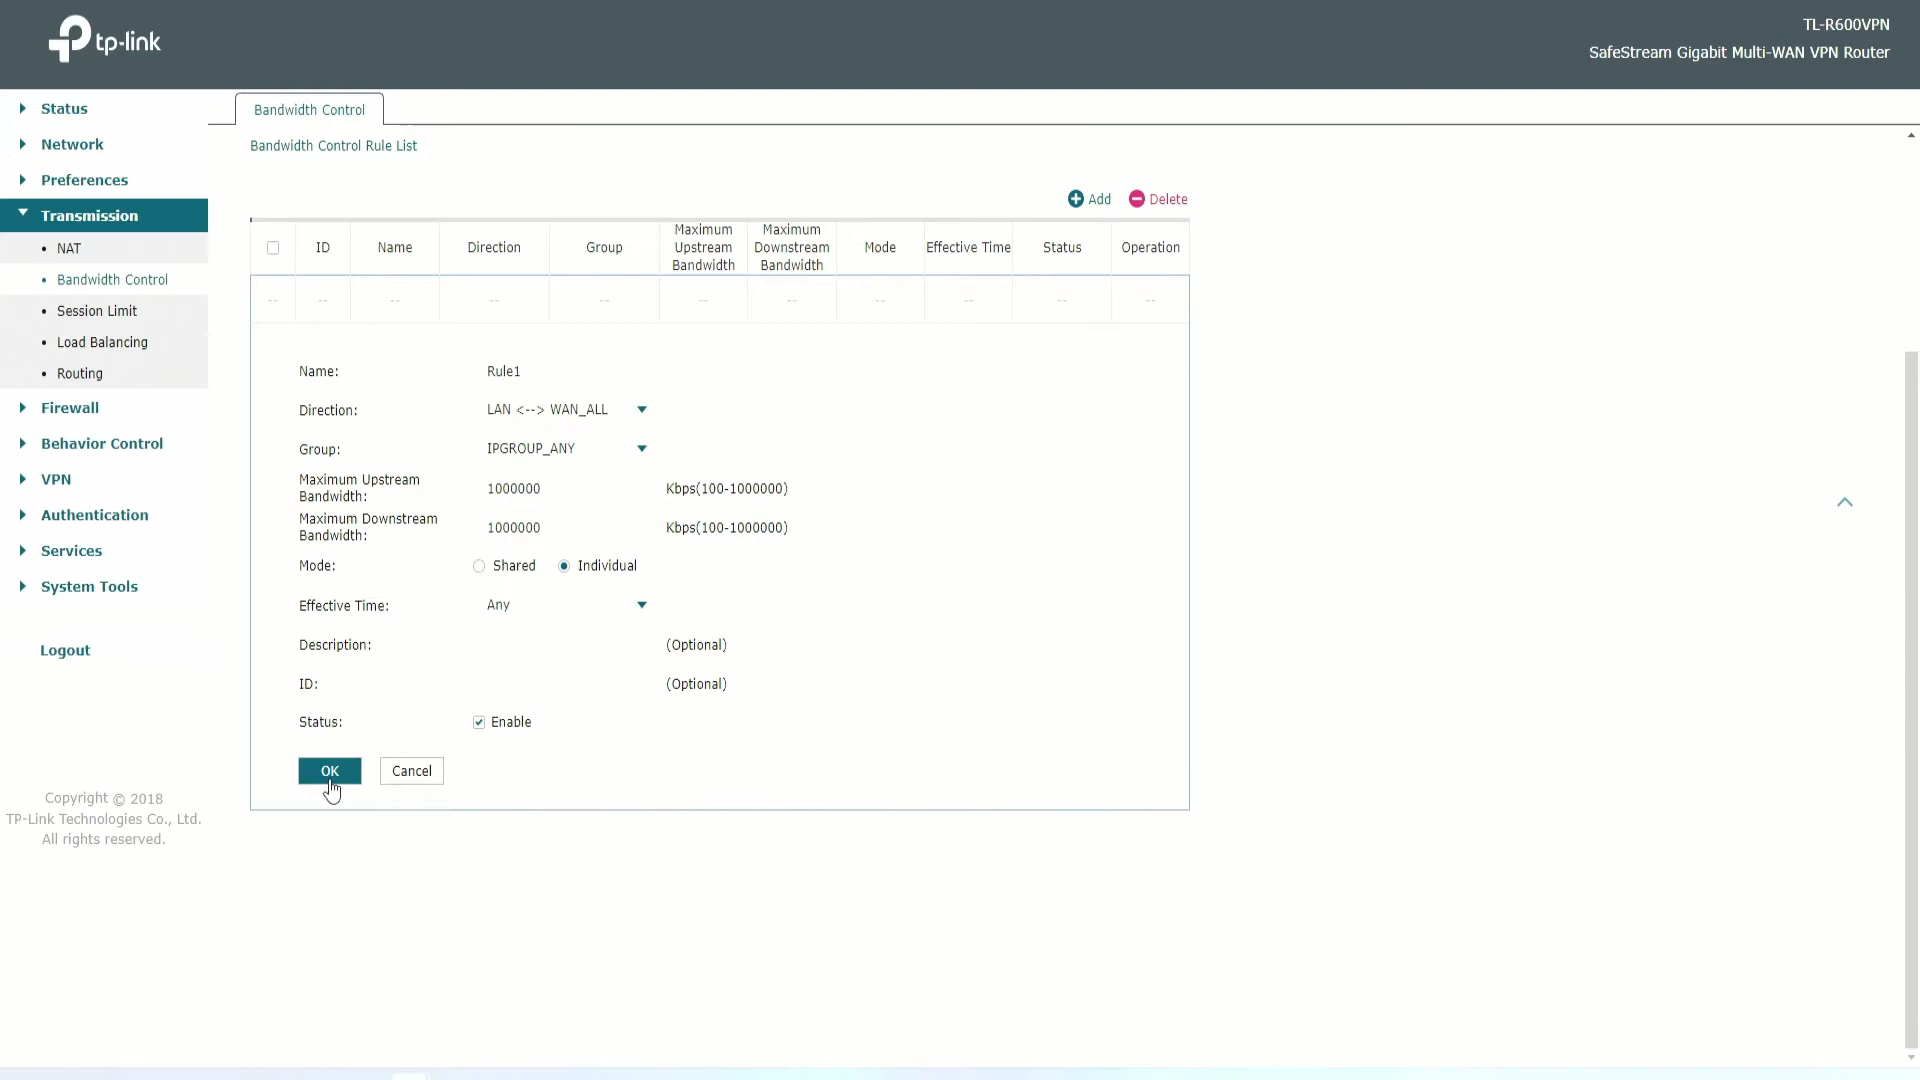 tp-link
TL-R600VPN
SafeStream Gigabit Multi-WAN VPN Router
Status
Network
Preferences
Transmission
NAT
Bandwidth Control
Session Limit
Load Balancing
Routing
Firewall
Behavior Control
VPN
Authentication
Services
System Tools
Logout
Copyright © 2018
TP-Link Technologies Co., Ltd.
All rights reserved.
Bandwidth Control
Bandwidth Control Rule List
Add Delete
ID Name Direction Group Maximum Upstream Bandwidth Maximum Downstream Bandwidth Mode Effective Time Status Operation
-- -- -- -- -- -- -- -- -- -- --
Name: Rule1
Direction: LAN <--> WAN_ALL
Group: IPGROUP_ANY
Maximum Upstream
Bandwidth: 1000000 Kbps(100-1000000)
Maximum Downstream
Bandwidth: 1000000 Kbps(100-1000000)
Mode: Shared Individual
Effective Time: Any
Description: (Optional)
ID: (Optional)
Status: Enable
OK Cancel